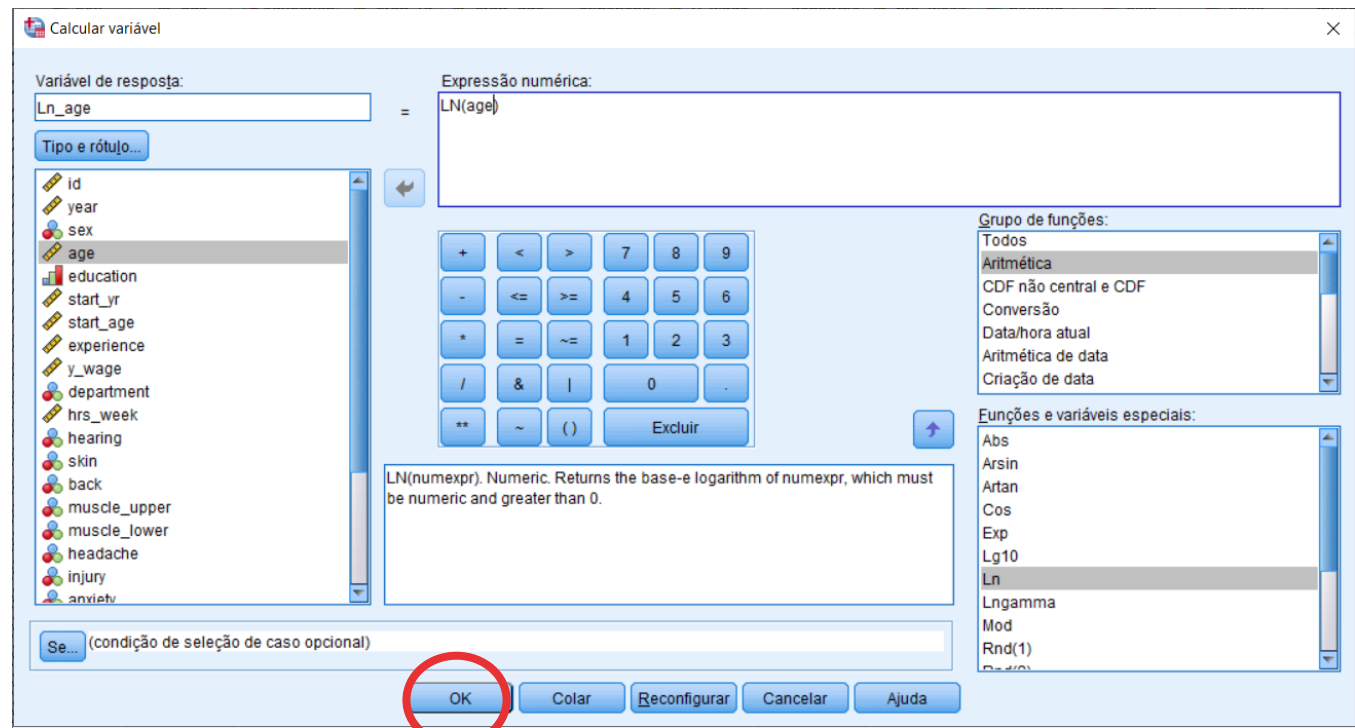 Calcular variável
Variável de resposta:
Ln_age
=
Expressão numérica:
LN(age)
Tipo e rótulo...
id
year
sex
age
education
start_yr
start_age
experience
y_wage
department
hrs_week
hearing
skin
back
muscle_upper
muscle_lower
headache
injury
anxiety
+ < > 7 8 9
- <= >= 4 5 6
* = ~= 1 2 3
/ & | 0 .
** ~ ( ) Excluir
LN(numexpr). Numeric. Returns the base-e logarithm of numexpr, which must
be numeric and greater than 0.
Grupo de funções:
Todos
Aritmética
CDF não central e CDF
Conversão
Data/hora atual
Aritmética de data
Criação de data
Funções e variáveis especiais:
Abs
Arsin
Artan
Cos
Exp
Lg10
Ln
Lngamma
Mod
Rnd(1)
Se... (condição de seleção de caso opcional)
OK Colar Reconfigurar Cancelar Ajuda